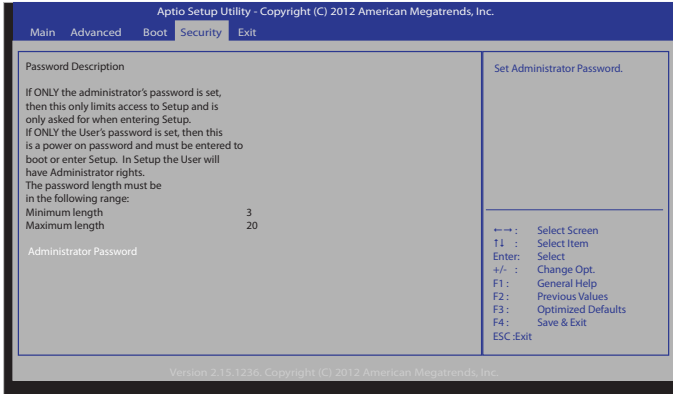 Aptio Setup Utility - Copyright (C) 2012 American Megatrends, Inc.
Main Advanced Boot Security Exit
Password Description
If ONLY the administrator's password is set,
then this only limits access to Setup and is
only asked for when entering Setup.
If ONLY the User's password is set, then this
is a power on password and must be entered to
boot or enter Setup. In Setup the User will
have Administrator rights.
The password length must be
in the following range:
Minimum length 3
Maximum length 20
Administrator Password
Set Administrator Password.
←→ : Select Screen
↑↓ : Select Item
Enter: Select
+/- : Change Opt.
F1 : General Help
F2 : Previous Values
F3 : Optimized Defaults
F4 : Save & Exit
ESC :Exit
Version 2.15.1236. Copyright (C) 2012 American Megatrends, Inc.